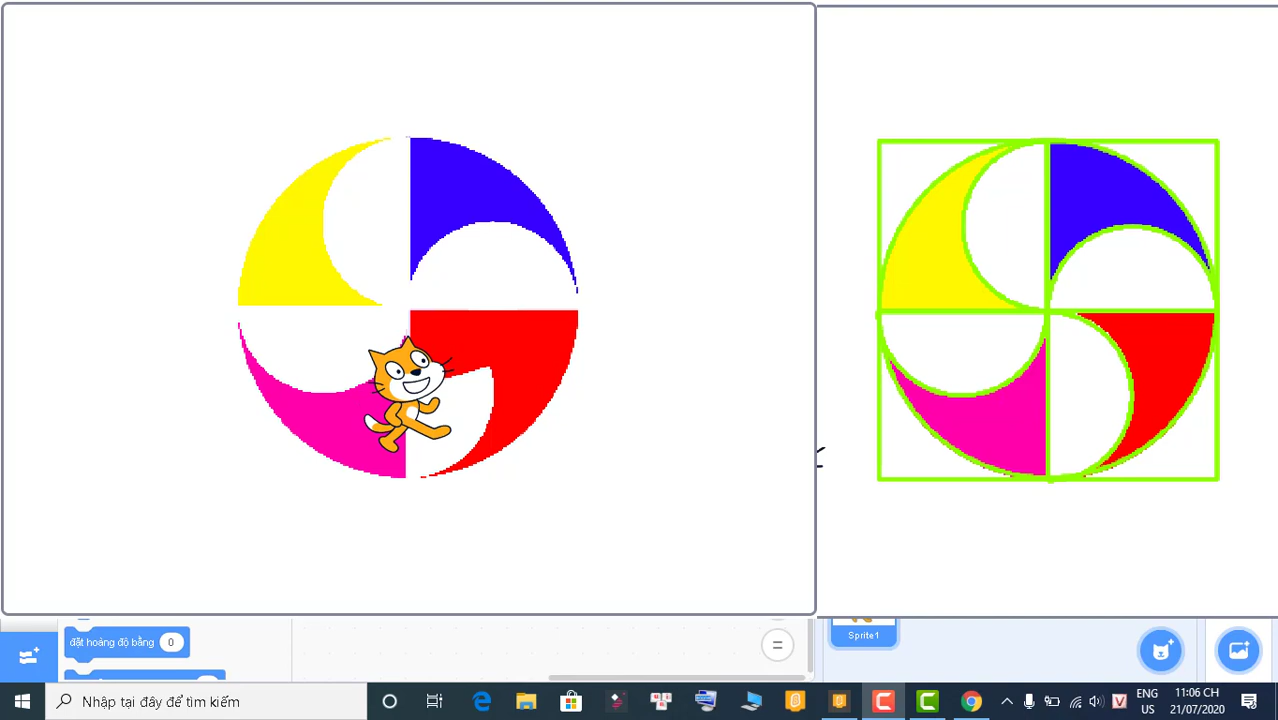 đặt hoành độ bằng 0
Sprite1
Nhập tại đây để tìm kiếm
ENG
US
11:06 CH
21/07/2020